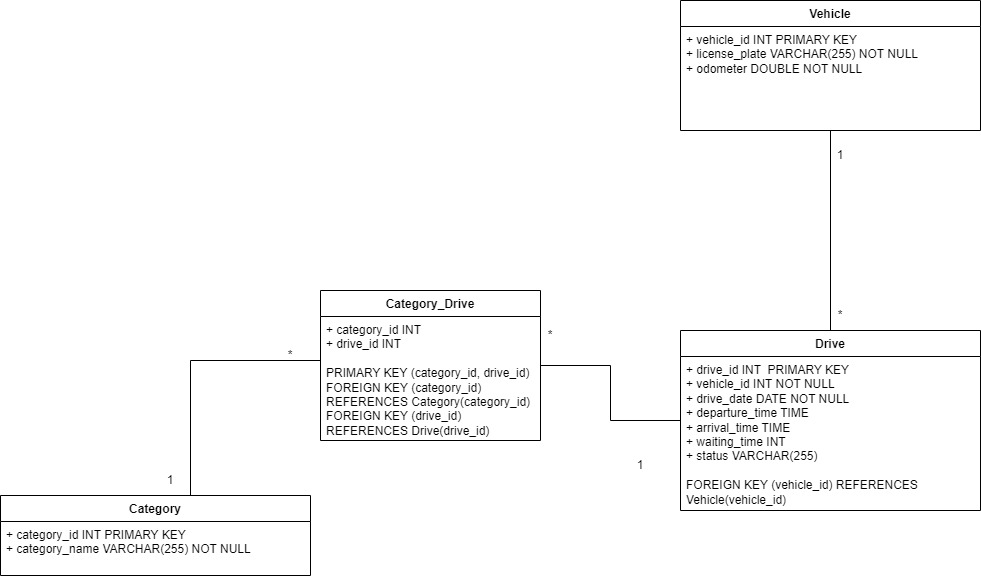 Vehicle
+ vehicle_id INT PRIMARY KEY
+ license_plate VARCHAR(255) NOT NULL
+ odometer DOUBLE NOT NULL
1
*
Category_Drive
+ category_id INT
+ drive_id INT
PRIMARY KEY (category_id, drive_id)
FOREIGN KEY (category_id)
REFERENCES Category(category_id)
FOREIGN KEY (drive_id)
REFERENCES Drive(drive_id)
*
*
Drive
+ drive_id INT  PRIMARY KEY
+ vehicle_id INT NOT NULL
+ drive_date DATE NOT NULL
+ departure_time TIME
+ arrival_time TIME
+ waiting_time INT
+ status VARCHAR(255)
FOREIGN KEY (vehicle_id) REFERENCES
Vehicle(vehicle_id)
1
1
Category
+ category_id INT PRIMARY KEY
+ category_name VARCHAR(255) NOT NULL